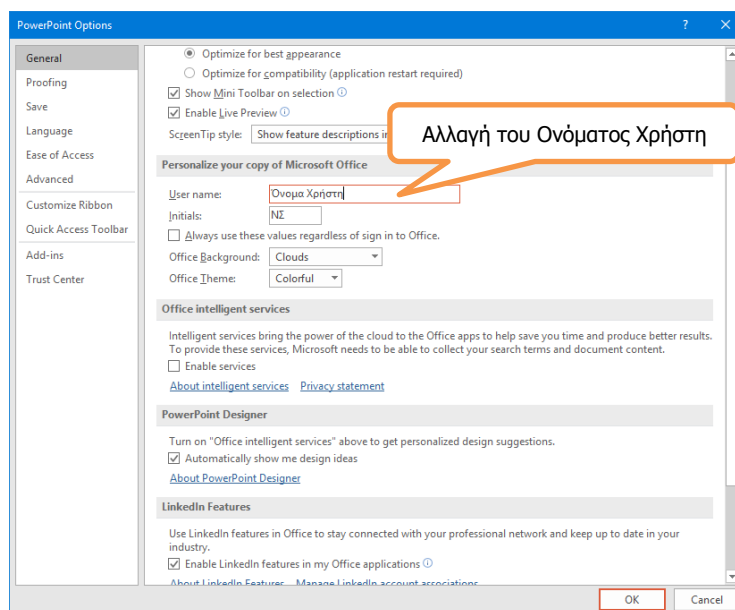 PowerPoint Options
General
Proofing
Save
Language
Ease of Access
Advanced
Customize Ribbon
Quick Access Toolbar
Add-ins
Trust Center
Optimize for best appearance
Optimize for compatibility (application restart required)
Show Mini Toolbar on selection
Enable Live Preview
ScreenTip style: Show feature descriptions in
Αλλαγή του Ονόματος Χρήστη
Personalize your copy of Microsoft Office
User name: Όνομα Χρήστη
Initials: ΝΣ
Always use these values regardless of sign in to Office.
Office Background: Clouds
Office Theme: Colorful
Office intelligent services
Intelligent services bring the power of the cloud to the Office apps to help save you time and produce better results.
To provide these services, Microsoft needs to be able to collect your search terms and document content.
Enable services
About intelligent services Privacy statement
PowerPoint Designer
Turn on "Office intelligent services" above to get personalized design suggestions.
Automatically show me design ideas
About PowerPoint Designer
LinkedIn Features
Use LinkedIn features in Office to stay connected with your professional network and keep up to date in your
industry.
Enable LinkedIn features in my Office applications
About LinkedIn Features Manage LinkedIn account associations
OK Cancel